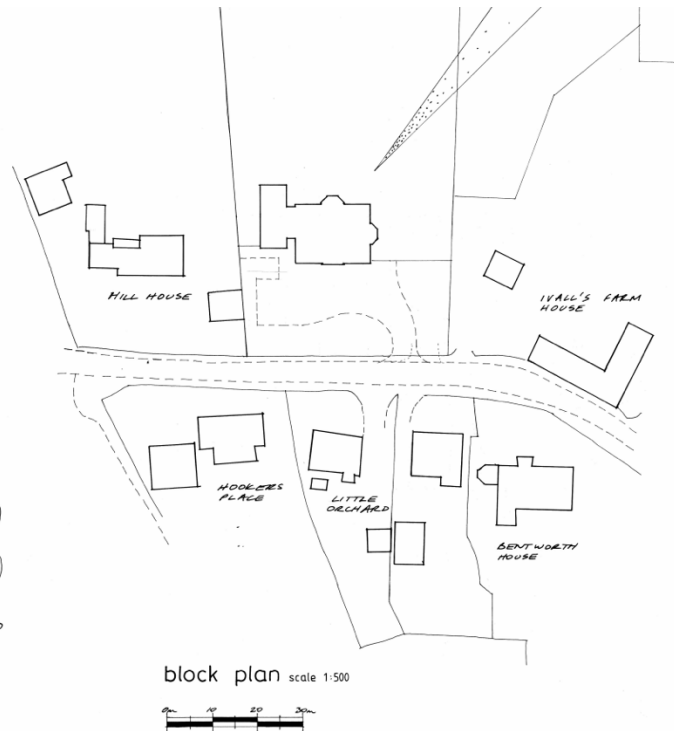 HILL HOUSE
IVALL'S FARM
HOUSE
HOOKERS
PLACE
LITTLE
ORCHARD
BENTWORTH
HOUSE
block plan scale 1:500
0m 10 20 30m